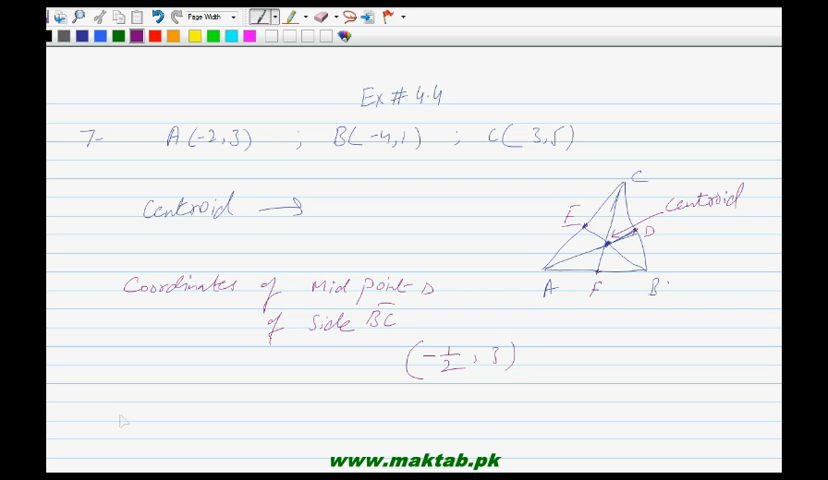 Page Width
Ex # 4.4
7- A(-2,3) ; B(-4,1) ; C(3,5)
Centroid →
C
E
Centroid
D
A F B
Coordinates of Mid point D
of side BC
(-1/2, 3)
www.maktab.pk